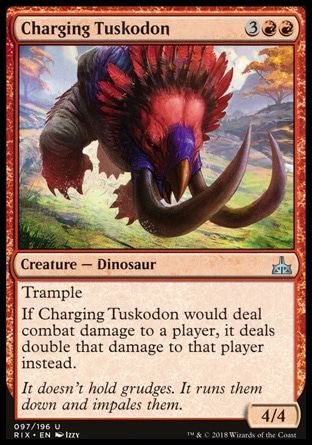 Charging Tuskodon 3
Creature — Dinosaur
Trample
If Charging Tuskodon would deal
combat damage to a player, it deals
double that damage to that player
instead.
It doesn't hold grudges. It runs them
down and impales them.
4/4
097/196 U
RIX • EN Izzy
™ & © 2018 Wizards of the Coast